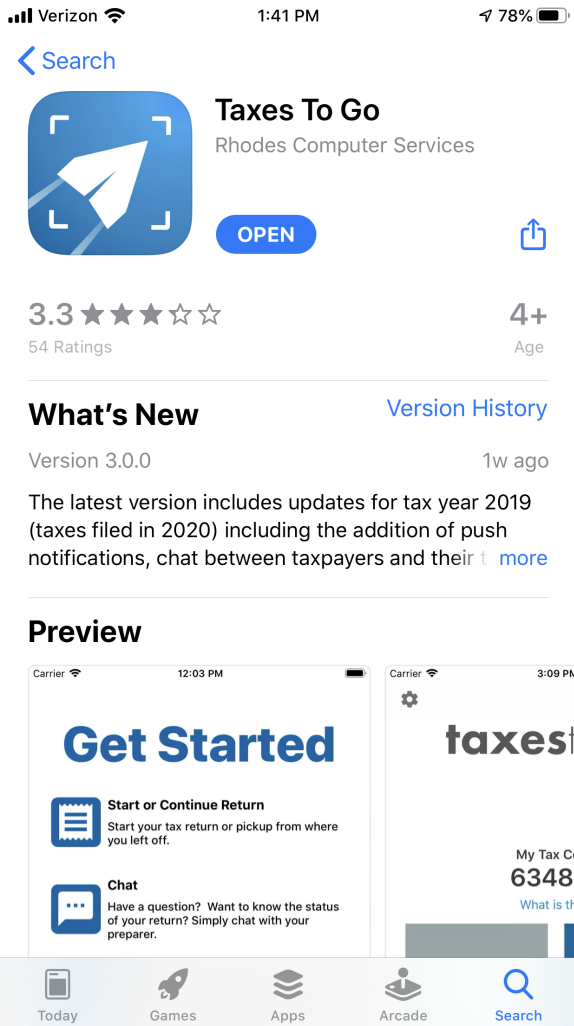 Verizon 1:41 PM 78%
Search
Taxes To Go
Rhodes Computer Services
OPEN
3.3
4+
54 Ratings
Age
What's New
Version History
Version 3.0.0
1w ago
The latest version includes updates for tax year 2019
(taxes filed in 2020) including the addition of push
notifications, chat between taxpayers and their t more
Preview
Carrier 12:03 PM
Get Started
Start or Continue Return
Start your tax return or pickup from where
you left off.
Chat
Have a question? Want to know the status
of your return? Simply chat with your
preparer.
Carrier 3:09 PM
taxest
My Tax Co
6348
What is th
Today
Games
Apps
Arcade
Search